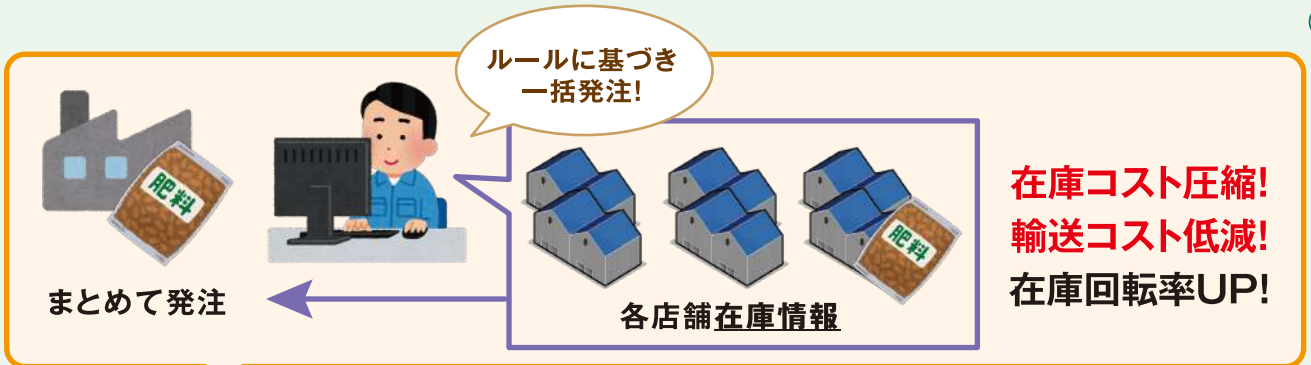 ルールに基づき
一括発注!
肥料
まとめて発注
肥料
各店舗在庫情報
在庫コスト圧縮!
輸送コスト低減!
在庫回転率UP!